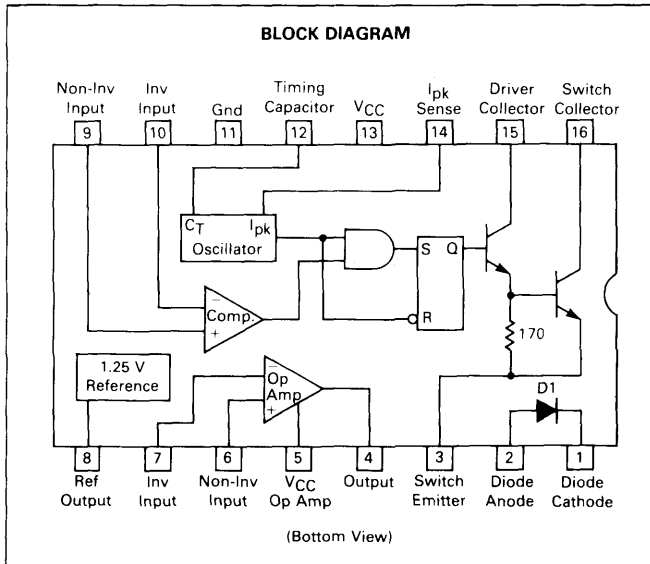 BLOCK DIAGRAM
Non-Inv Input
Inv Input
Gnd
Timing Capacitor
VCC
Ipk Sense
Driver Collector
Switch Collector
9
10
11
12
13
14
15
16
CT
Ipk
Oscillator
S
Q
R
−
Comp.
+
170
1.25 V
Reference
−
Op
Amp
+
D1
8
7
6
5
4
3
2
1
Ref Output
Inv Input
Non-Inv Input
VCC Op Amp
Output
Switch Emitter
Diode Anode
Diode Cathode
(Bottom View)